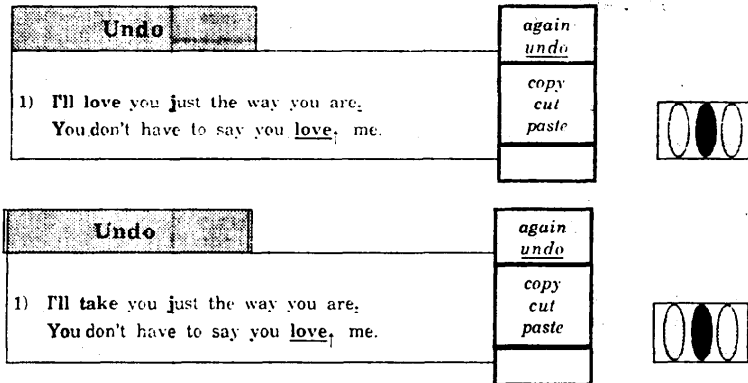 Undo
again
undo
1) I'll love you just the way you are.
You don't have to say you love↑ me.
copy
cut
paste
Undo
again
undo
1) I'll take you just the way you are.
You don't have to say you love↑ me.
copy
cut
paste